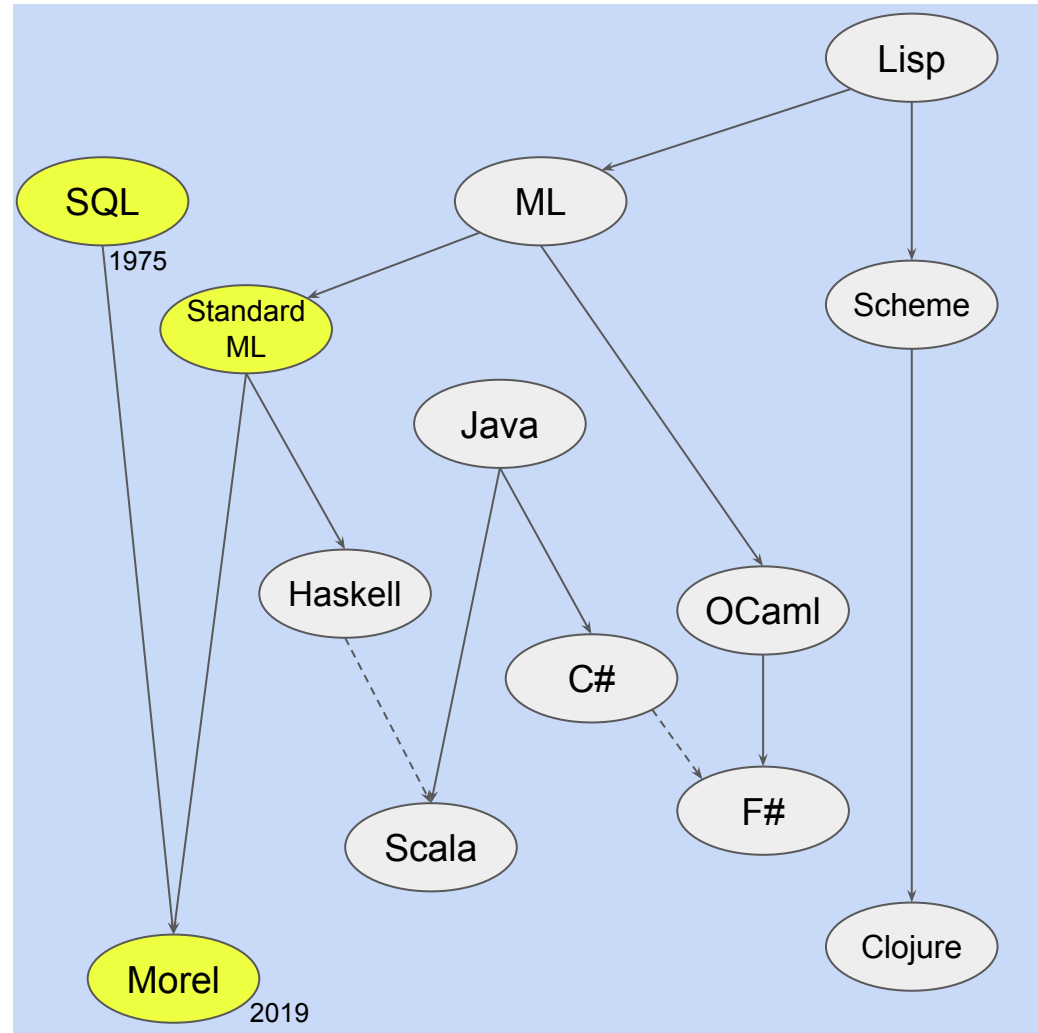 Lisp
SQL
ML
1975
Standard
ML
Scheme
Java
Haskell
OCaml
C#
F#
Scala
Clojure
Morel
2019